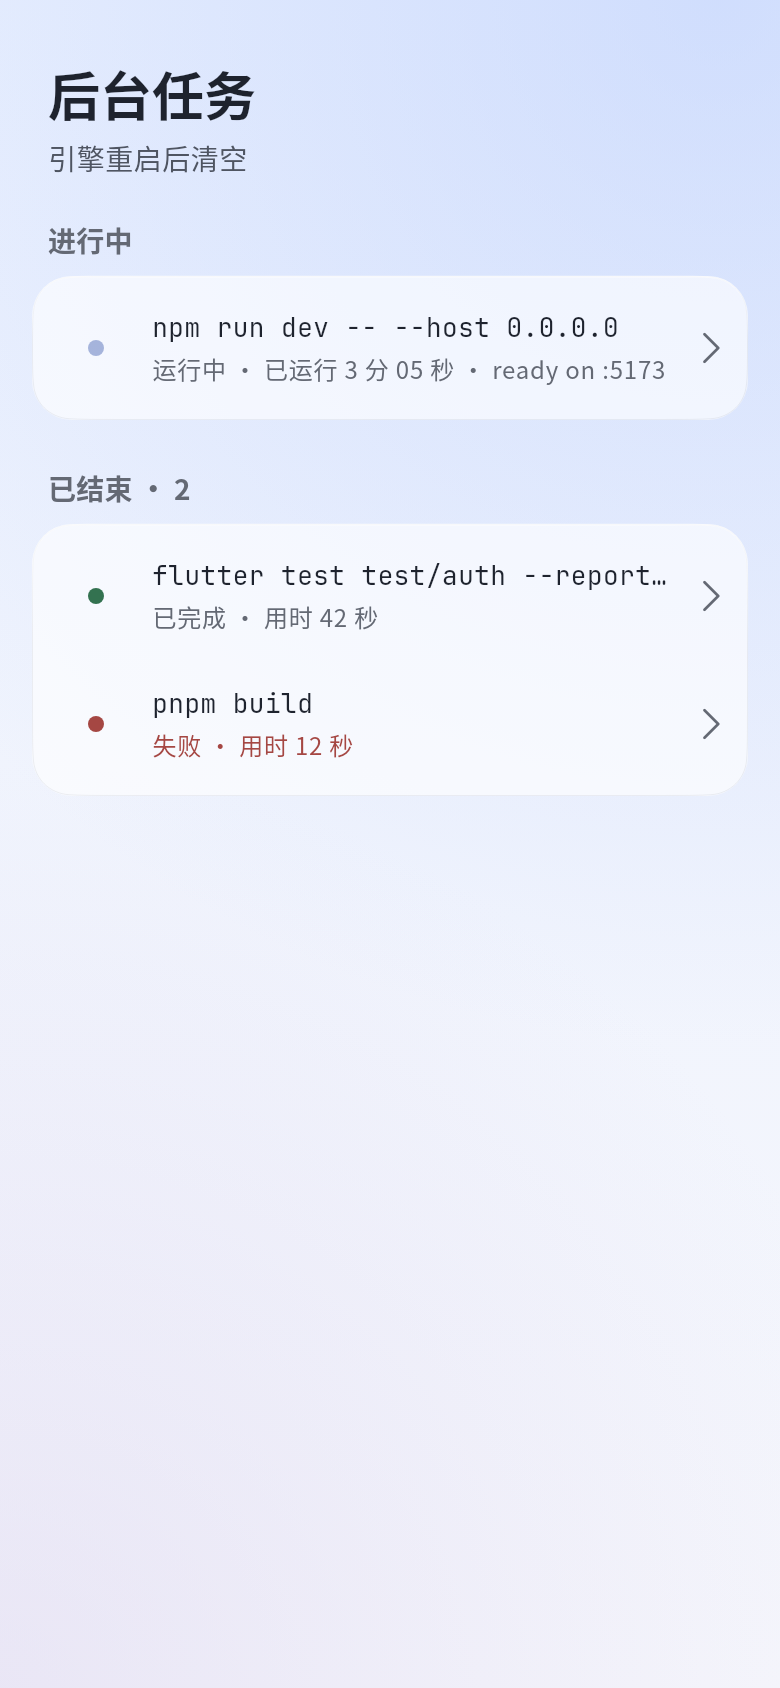 后台任务
引擎重启后清空
进行中
npm run dev -- --host 0.0.0.0
运行中 · 已运行 3 分 05 秒 · ready on :5173
已结束 · 2
flutter test test/auth --report…
已完成 · 用时 42 秒
pnpm build
失败 · 用时 12 秒